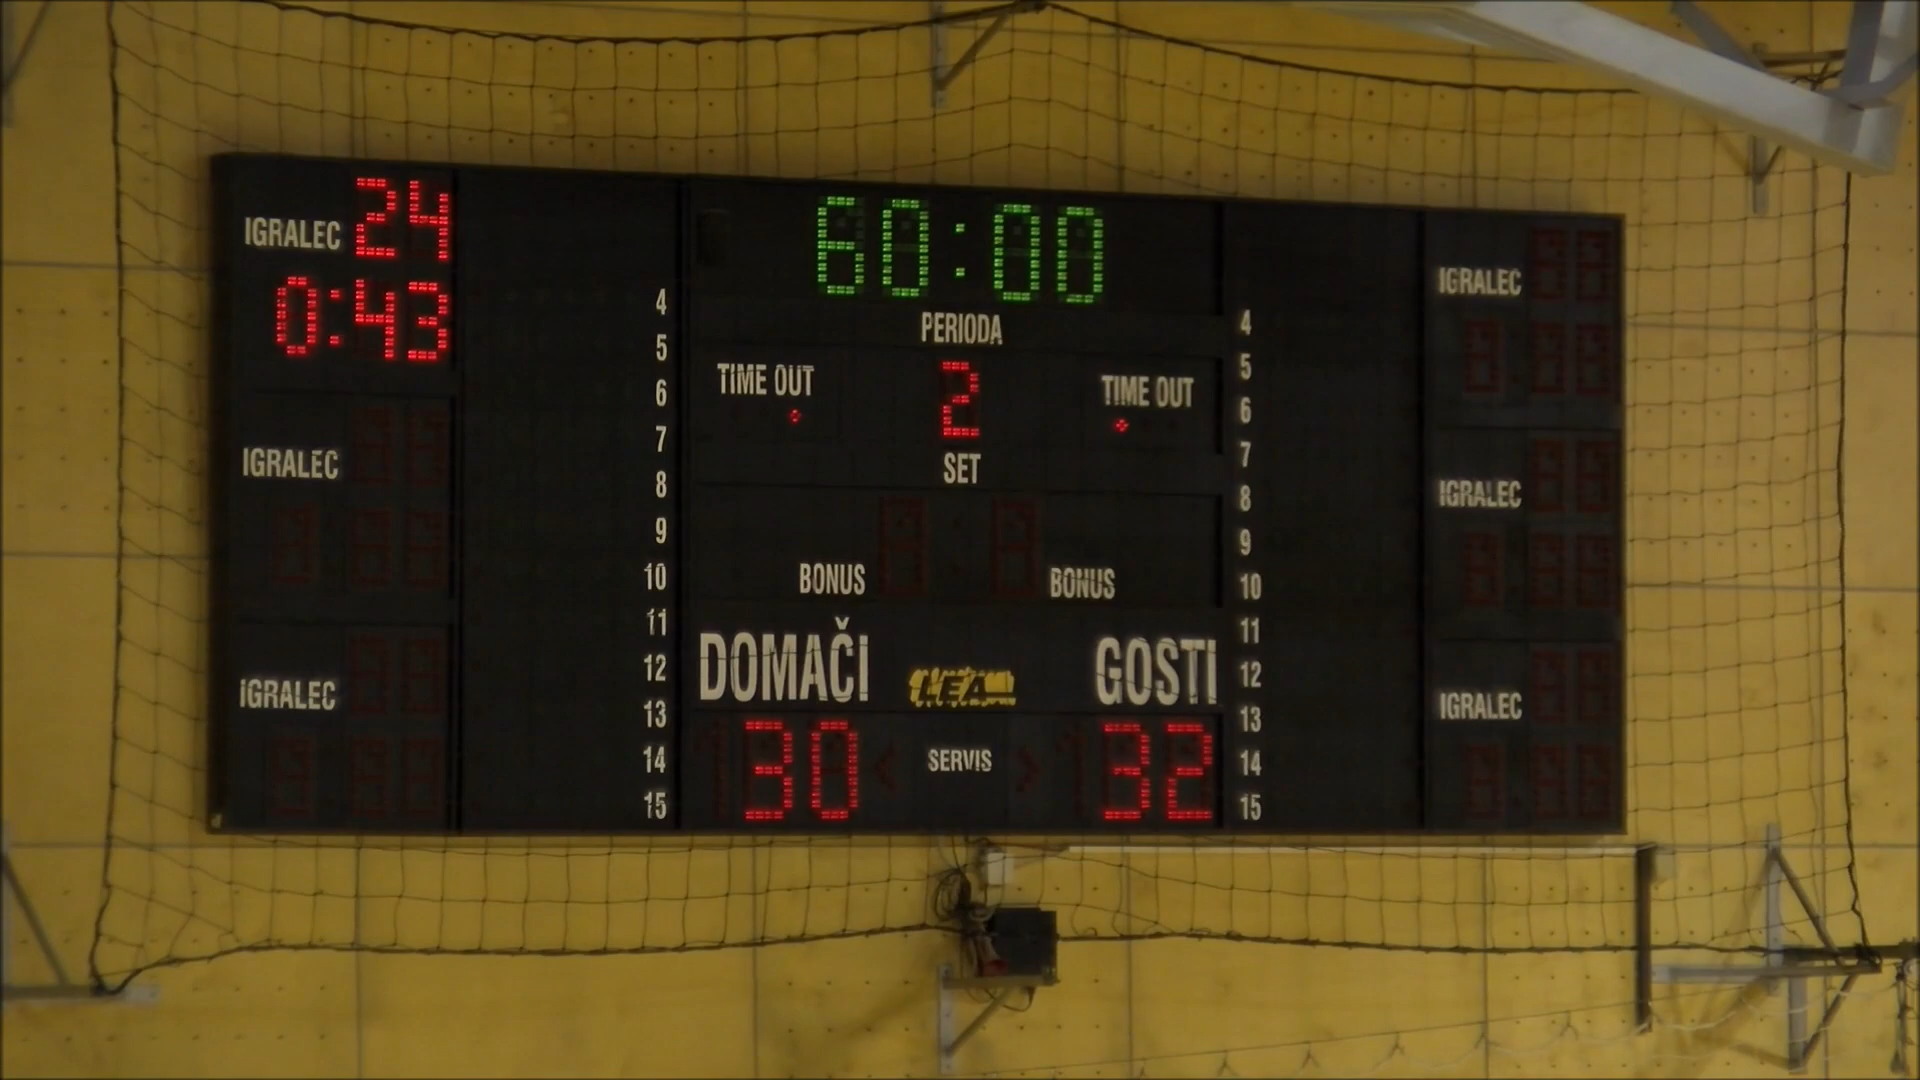 IGRALEC 24
0:43
60:00
IGRALEC
PERIODA
TIME OUT 2 TIME OUT
SET
IGRALEC
IGRALEC
BONUS BONUS
DOMAČI LEA GOSTI
IGRALEC
IGRALEC
30 SERVIS 32
4
5
6
7
8
9
10
11
12
13
14
15
4
5
6
7
8
9
10
11
12
13
14
15